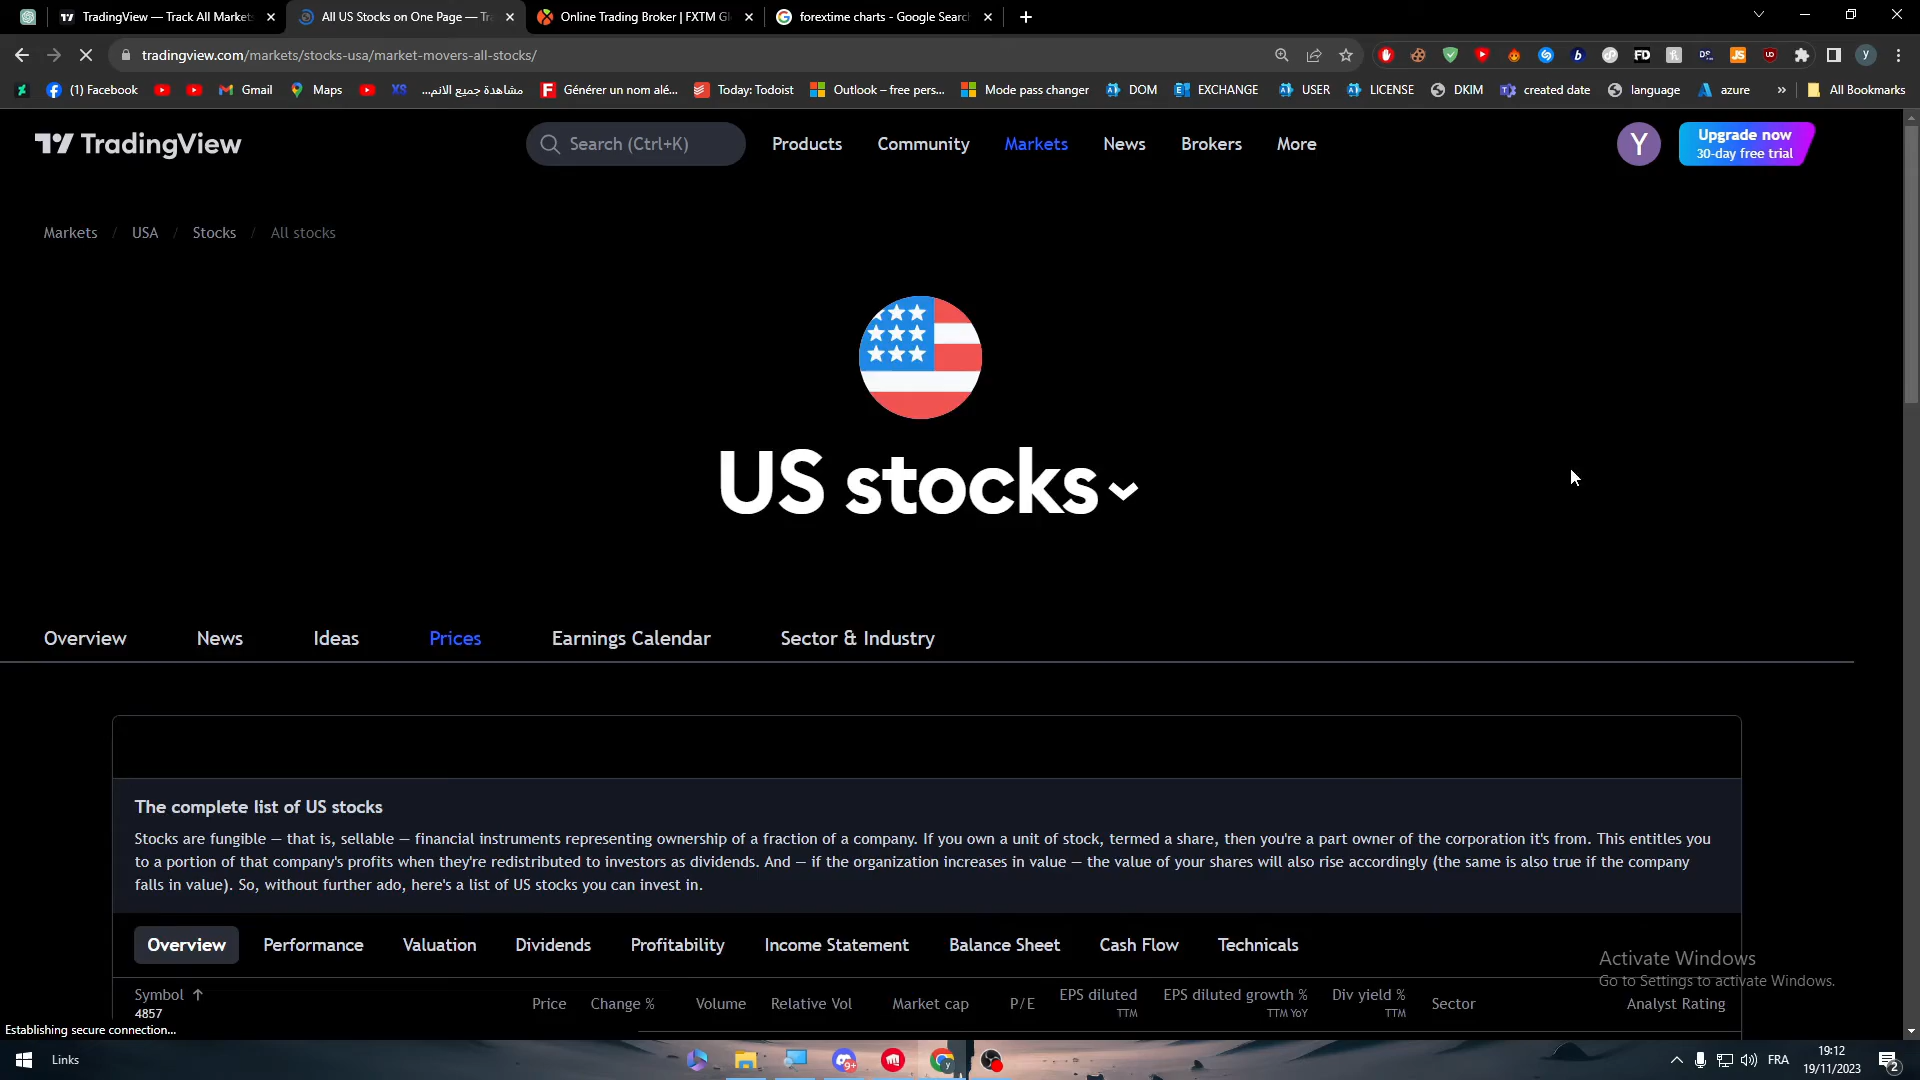 TradingView — Track All Markets
All US Stocks on One Page — Tra
Online Trading Broker | FXTM Gl
forextime charts - Google Search
tradingview.com/markets/stocks-usa/market-movers-all-stocks/
(1) Facebook
Gmail
Maps
XS
مشاهدة جميع الانم...
Générer un nom alé...
Today: Todoist
Outlook – free pers...
Mode pass changer
DOM
EXCHANGE
USER
LICENSE
DKIM
created date
language
azure
»
All Bookmarks
TradingView
Search (Ctrl+K)
Products
Community
Markets
News
Brokers
More
Y
Upgrade now
30-day free trial
Markets / USA / Stocks / All stocks
US stocks
Overview
News
Ideas
Prices
Earnings Calendar
Sector & Industry
The complete list of US stocks
Stocks are fungible — that is, sellable — financial instruments representing ownership of a fraction of a company. If you own a unit of stock, termed a share, then you're a part owner of the corporation it's from. This entitles you
to a portion of that company's profits when they're redistributed to investors as dividends. And — if the organization increases in value — the value of your shares will also rise accordingly (the same is also true if the company
falls in value). So, without further ado, here's a list of US stocks you can invest in.
Overview
Performance
Valuation
Dividends
Profitability
Income Statement
Balance Sheet
Cash Flow
Technicals
Activate Windows
Go to Settings to activate Windows.
Symbol ↑
4857
Price
Change %
Volume
Relative Vol
Market cap
P/E
EPS diluted
TTM
EPS diluted growth %
TTM YoY
Div yield %
TTM
Sector
Analyst Rating
Establishing secure connection...
Links
FRA
19:12
19/11/2023
2